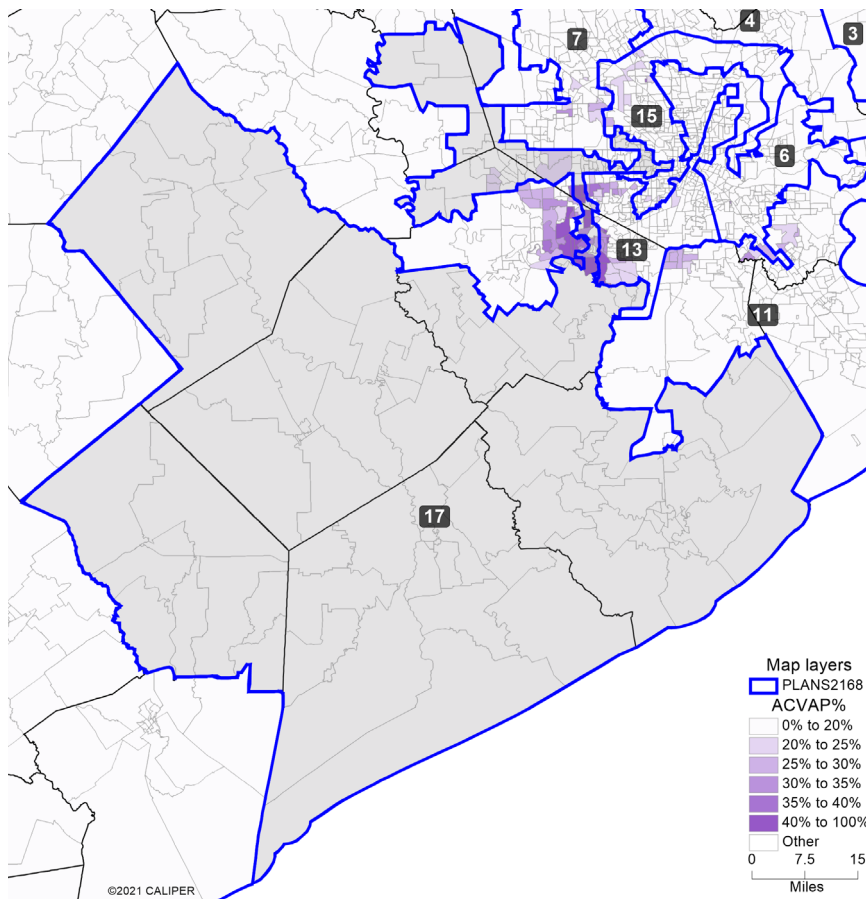 7
4
3
15
6
13
11
17
Map layers
PLANS2168
ACVAP%
0% to 20%
20% to 25%
25% to 30%
30% to 35%
35% to 40%
40% to 100%
Other
0 7.5 15
Miles
©2021 CALIPER